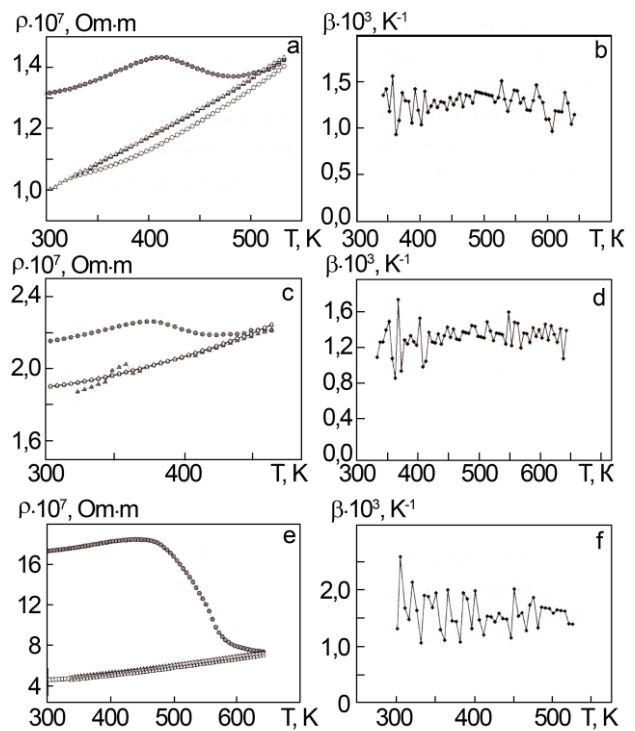 ρ·10⁷, Om·m
a
1,4
1,2
1,0
300 400 500 T, K
β·10³, K⁻¹
b
1,5
1,0
0,5
0,0
300 400 500 600 T, K
ρ·10⁷, Om·m
c
2,4
2,0
1,6
300 400 T, K
β·10³, K⁻¹
d
1,6
1,2
0,8
0,0
300 400 500 600 T, K
ρ·10⁷, Om·m
e
16
12
8
4
300 400 500 600 T, K
β·10³, K⁻¹
f
2,0
1,0
0
300 400 500 T, K